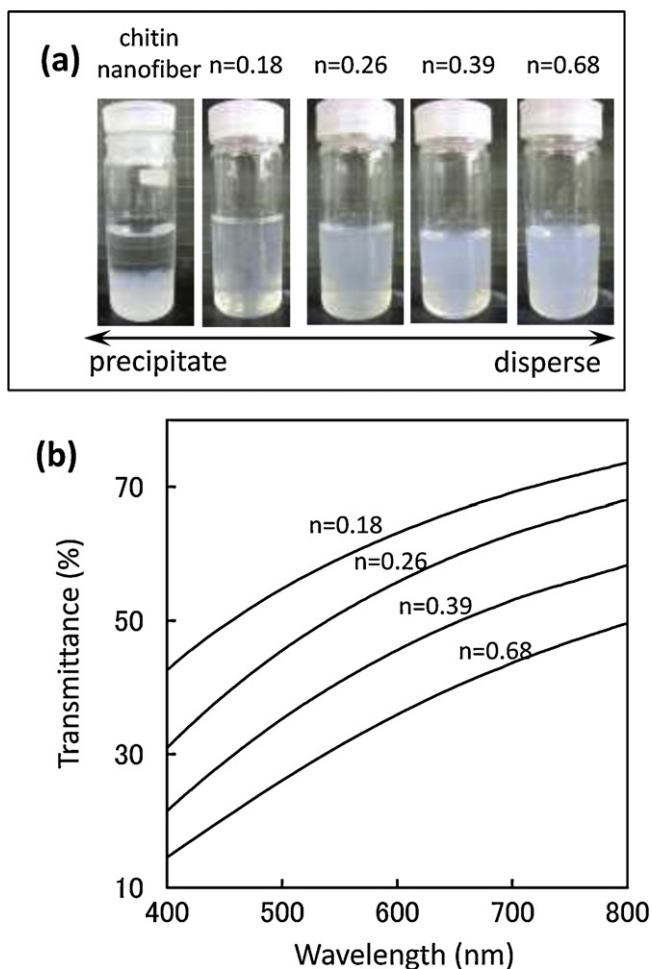 (a)
chitin
nanofiber n=0.18 n=0.26 n=0.39 n=0.68
precipitate disperse
(b)
Transmittance (%)
70
50
30
10
n=0.18
n=0.26
n=0.39
n=0.68
400 500 600 700 800
Wavelength (nm)